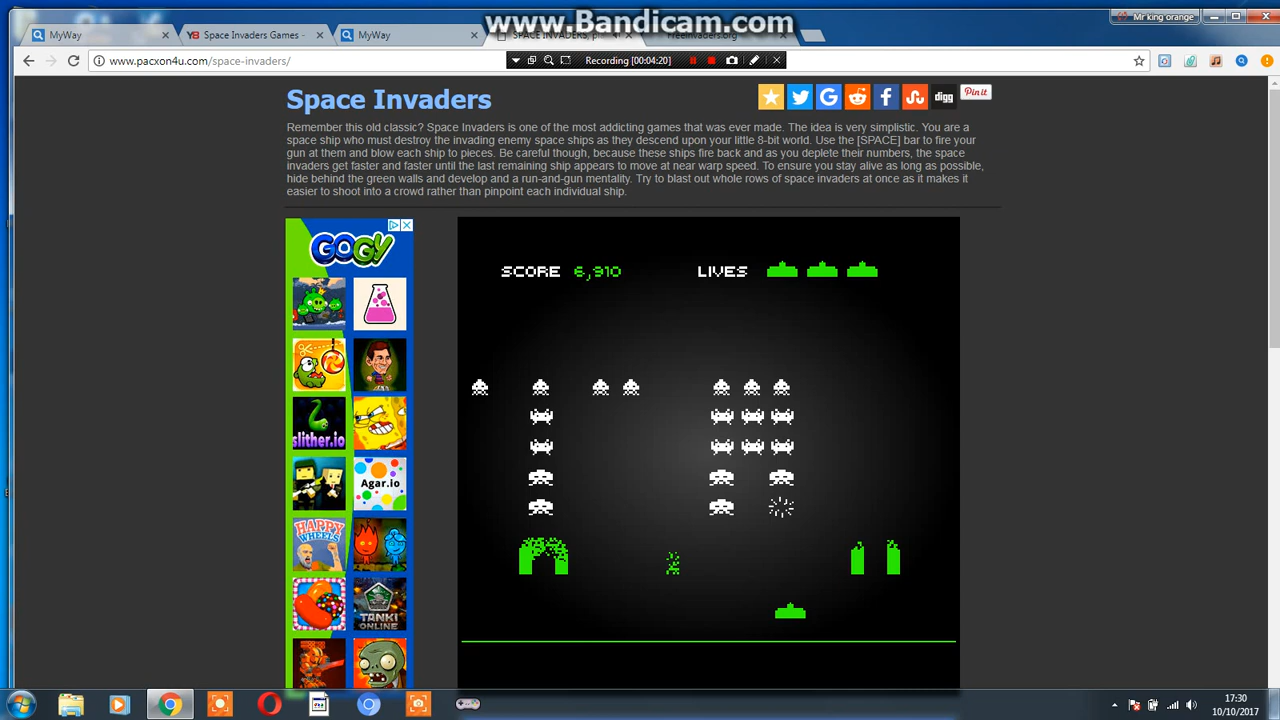 www.Bandicam.com
Mr king orange
MyWay
Space Invaders Games -
MyWay
SPACE INVADERS,
FreeInvaders.org
www.pacxon4u.com/space-invaders/
Recording [00:04:20]
Space Invaders
digg
Pin it
Remember this old classic? Space Invaders is one of the most addicting games that was ever made. The idea is very simplistic. You are a
space ship who must destroy the invading enemy space ships as they descend upon your little 8-bit world. Use the [SPACE] bar to fire your
gun at them and blow each ship to pieces. Be careful though, because these ships fire back and as you deplete their numbers, the space
invaders get faster and faster until the last remaining ship appears to move at near warp speed. To ensure you stay alive as long as possible,
hide behind the green walls and develop and a run-and-gun mentality. Try to blast out whole rows of space invaders at once as it makes it
easier to shoot into a crowd rather than pinpoint each individual ship.
GOGY
SCORE 6,910
LIVES
slither.io
Agar.io
HAPPY
WHEELS
TANKI
ONLINE
17:30
10/10/2017